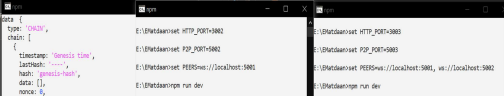 npm
data  {
  type: 'CHAIN',
  chain: [
    {
      timestamp: 'Genesis time',
      lastHash: '----',
      hash: 'genesis-hash',
      data: [],
      nonce: 0,
npm
E:\EMatdaan>set HTTP_PORT=3002
E:\EMatdaan>set P2P_PORT=5002
E:\EMatdaan>set PEERS=ws://localhost:5001
E:\EMatdaan>npm run dev
npm
E:\EMatdaan>set HTTP_PORT=3003
E:\EMatdaan>set P2P_PORT=5003
E:\EMatdaan>set PEERS=ws://localhost:5001, ws://localhost:5002
E:\EMatdaan>npm run dev